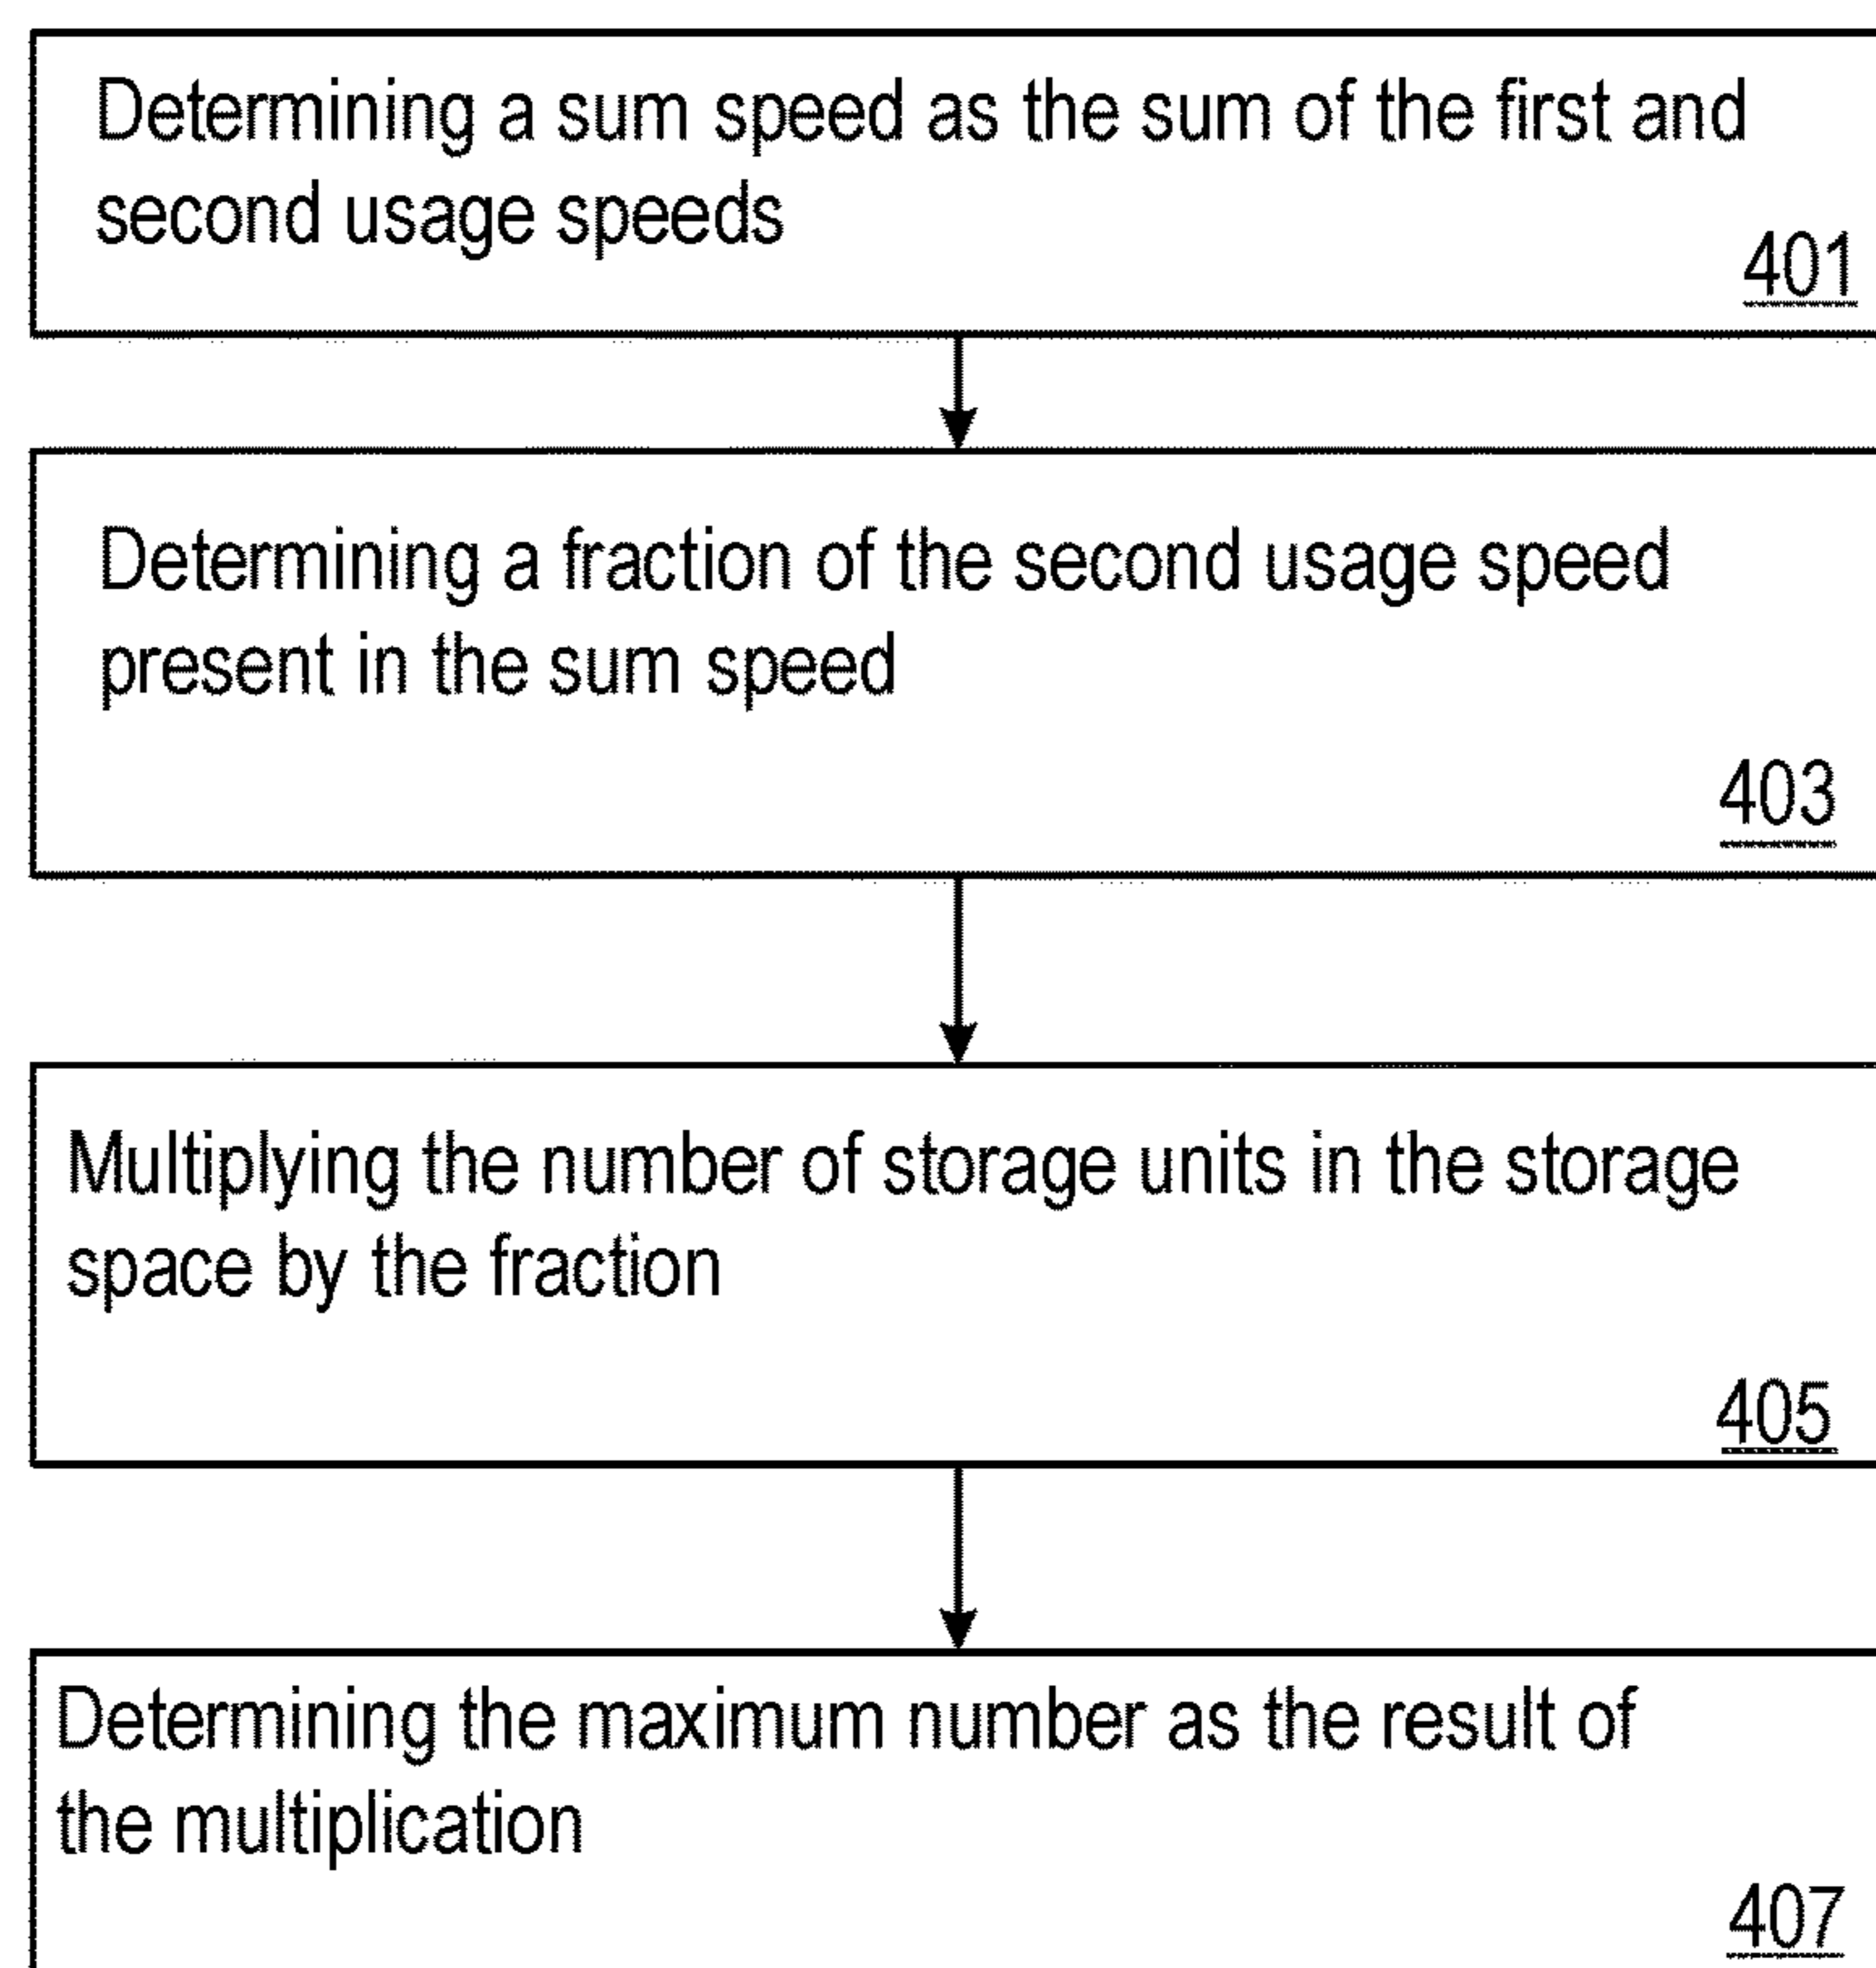 Determining a sum speed as the sum of the first and
second usage speeds
401
Determining a fraction of the second usage speed
present in the sum speed
403
Multiplying the number of storage units in the storage
space by the fraction
405
Determining the maximum number as the result of
the multiplication
407